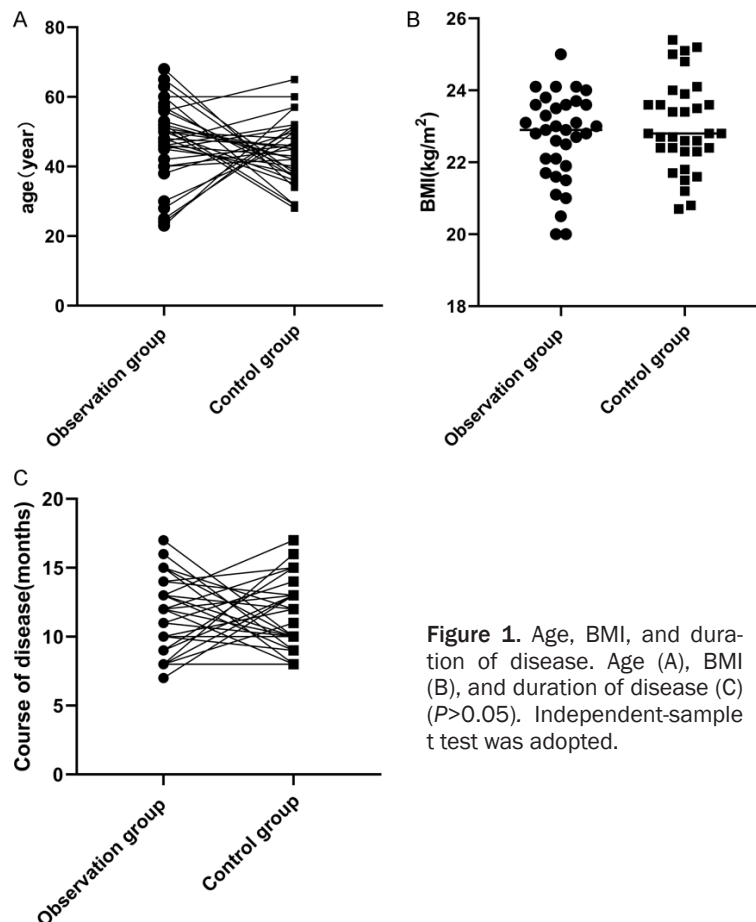 A
80
60
40
20
0
age(year)
Observation group
Control group
B
26
24
22
20
18
BMI(kg/m²)
Observation group
Control group
C
20
15
10
5
0
Course of disease(months)
Observation group
Control group
Figure 1. Age, BMI, and dura-
tion of disease. Age (A), BMI
(B), and duration of disease (C)
(P>0.05). Independent-sample
t test was adopted.